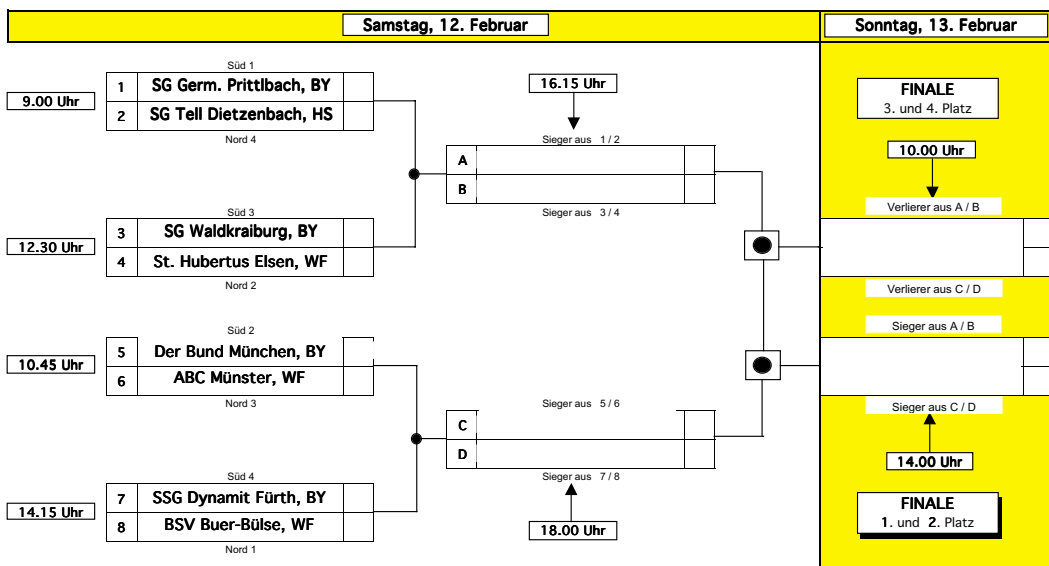 Samstag, 12. Februar
Sonntag, 13. Februar
Süd 1
9.00 Uhr
1 SG Germ. Prittlbach, BY
2 SG Tell Dietzenbach, HS
Nord 4
16.15 Uhr
Sieger aus 1 / 2
A
B
Sieger aus 3 / 4
Süd 3
12.30 Uhr
3 SG Waldkraiburg, BY
4 St. Hubertus Elsen, WF
Nord 2
Süd 2
10.45 Uhr
5 Der Bund München, BY
6 ABC Münster, WF
Nord 3
Sieger aus 5 / 6
C
D
Sieger aus 7 / 8
18.00 Uhr
Süd 4
14.15 Uhr
7 SSG Dynamit Fürth, BY
8 BSV Buer-Bülse, WF
Nord 1
FINALE
3. und 4. Platz
10.00 Uhr
Verlierer aus A / B
Verlierer aus C / D
Sieger aus A / B
Sieger aus C / D
14.00 Uhr
FINALE
1. und 2. Platz